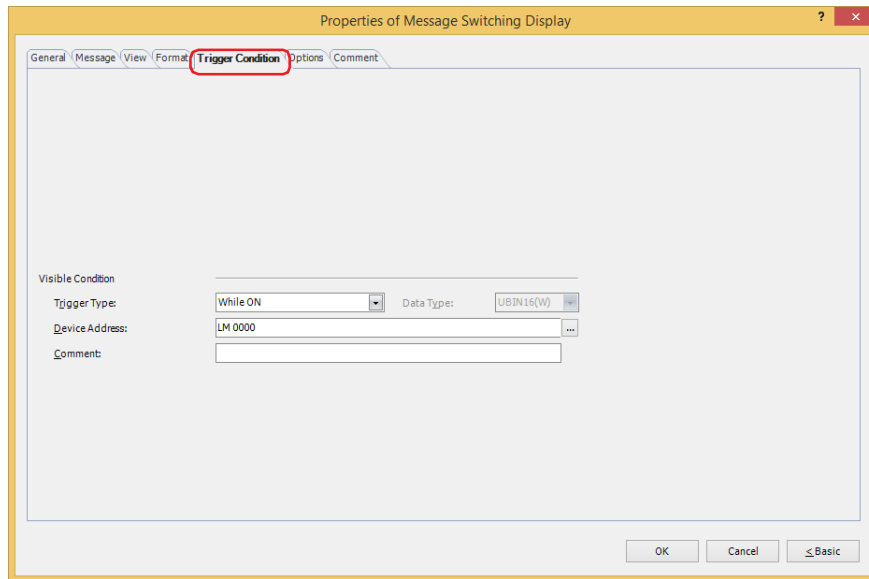 Properties of Message Switching Display ? ×
General Message View Format Trigger Condition Options Comment
Visible Condition
Trigger Type: While ON Data Type: UBIN16(W)
Device Address: LM 0000 ...
Comment:
OK Cancel < Basic